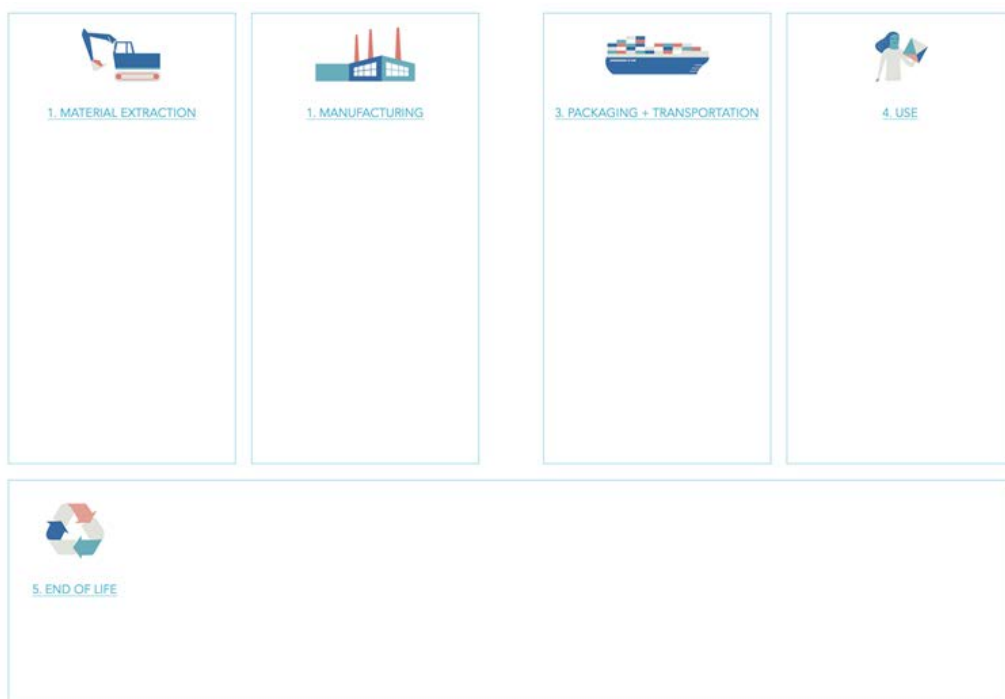 1. MATERIAL EXTRACTION
1. MANUFACTURING
3. PACKAGING + TRANSPORTATION
4. USE
5. END OF LIFE